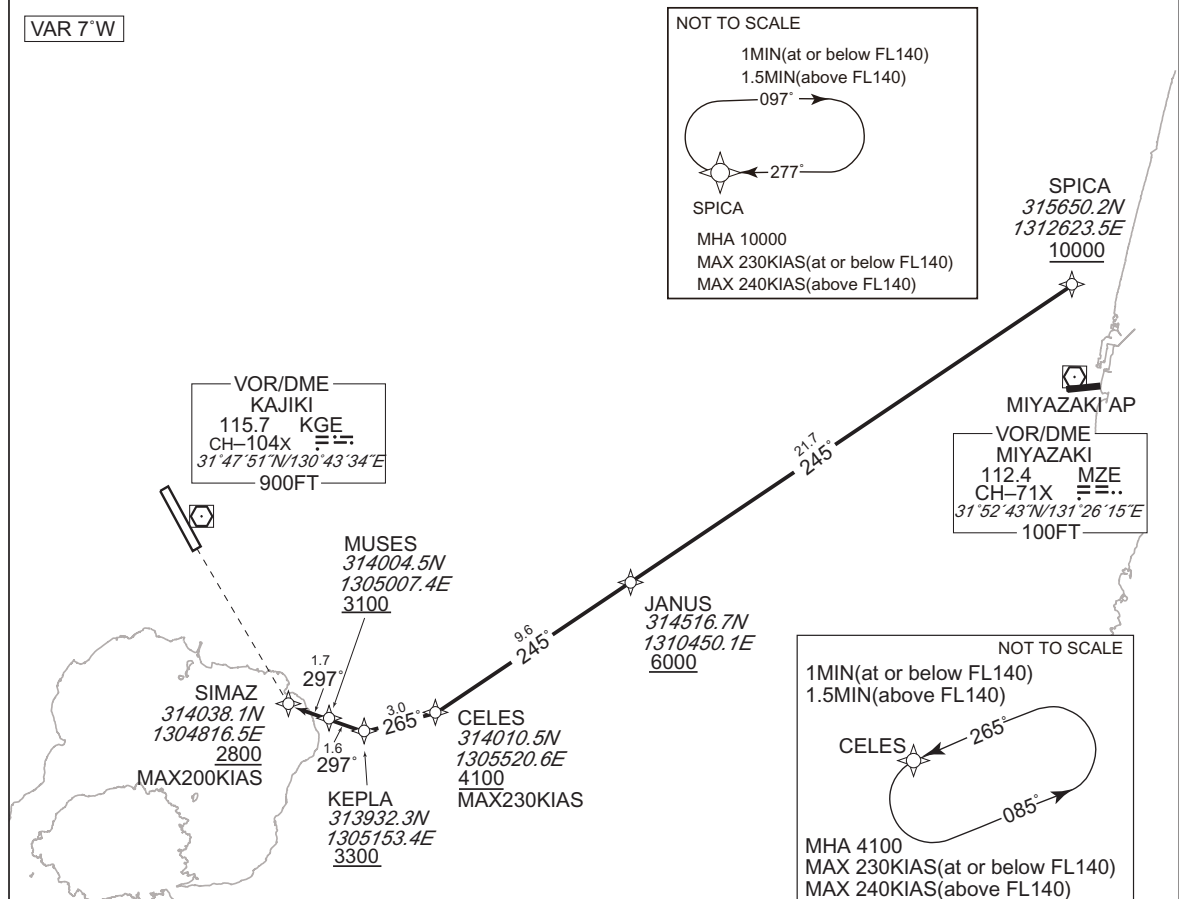 VAR 7°W
NOT TO SCALE
1MIN(at or below FL140)
1.5MIN(above FL140)
097°
277°
SPICA
MHA 10000
MAX 230KIAS(at or below FL140)
MAX 240KIAS(above FL140)
SPICA
315650.2N
1312623.5E
10000
MIYAZAKI AP
VOR/DME
MIYAZAKI
112.4 MZE
CH–71X
31°52´43˝N/131°26´15˝E
100FT
VOR/DME
KAJIKI
115.7 KGE
CH–104X
31°47´51˝N/130°43´34˝E
900FT
21.7
245°
MUSES
314004.5N
1305007.4E
3100
JANUS
314516.7N
1310450.1E
6000
9.6
245°
1.7
297°
SIMAZ
314038.1N
1304816.5E
2800
MAX200KIAS
1.6
297°
3.0
265°
CELES
314010.5N
1305520.6E
4100
MAX230KIAS
KEPLA
313932.3N
1305153.4E
3300
NOT TO SCALE
1MIN(at or below FL140)
1.5MIN(above FL140)
CELES
265°
085°
MHA 4100
MAX 230KIAS(at or below FL140)
MAX 240KIAS(above FL140)